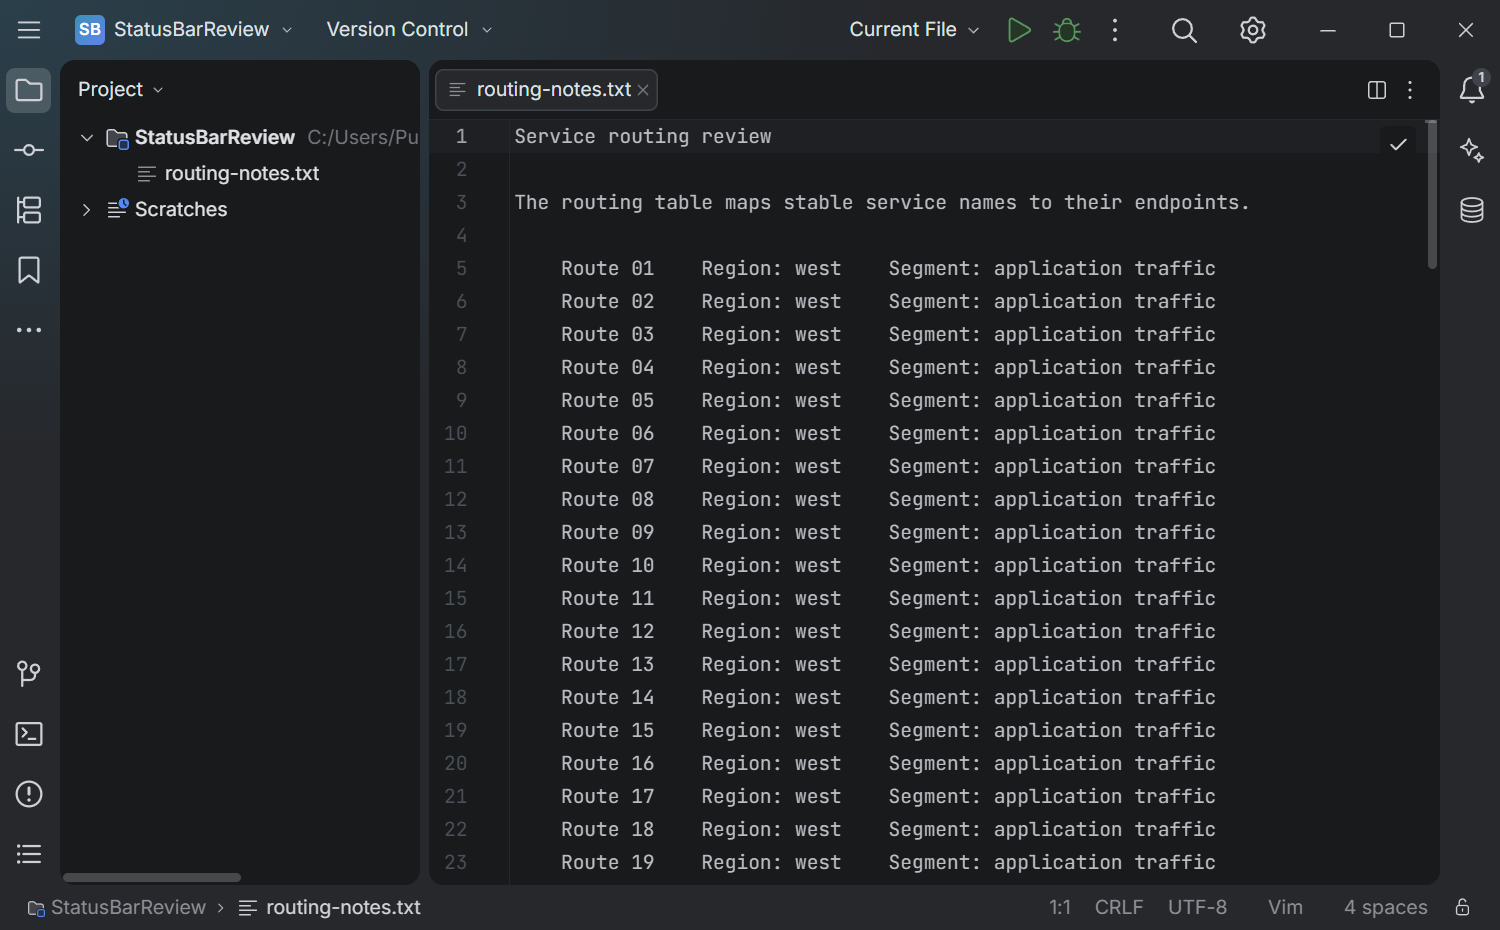 SB StatusBarReview Version Control Current File
Project
StatusBarReview C:/Users/Pu
routing-notes.txt
Scratches
routing-notes.txt
1
1 Service routing review
2
3 The routing table maps stable service names to their endpoints.
4
5 Route 01 Region: west Segment: application traffic
6 Route 02 Region: west Segment: application traffic
7 Route 03 Region: west Segment: application traffic
8 Route 04 Region: west Segment: application traffic
9 Route 05 Region: west Segment: application traffic
10 Route 06 Region: west Segment: application traffic
11 Route 07 Region: west Segment: application traffic
12 Route 08 Region: west Segment: application traffic
13 Route 09 Region: west Segment: application traffic
14 Route 10 Region: west Segment: application traffic
15 Route 11 Region: west Segment: application traffic
16 Route 12 Region: west Segment: application traffic
17 Route 13 Region: west Segment: application traffic
18 Route 14 Region: west Segment: application traffic
19 Route 15 Region: west Segment: application traffic
20 Route 16 Region: west Segment: application traffic
21 Route 17 Region: west Segment: application traffic
22 Route 18 Region: west Segment: application traffic
23 Route 19 Region: west Segment: application traffic
StatusBarReview › routing-notes.txt 1:1 CRLF UTF-8 Vim 4 spaces